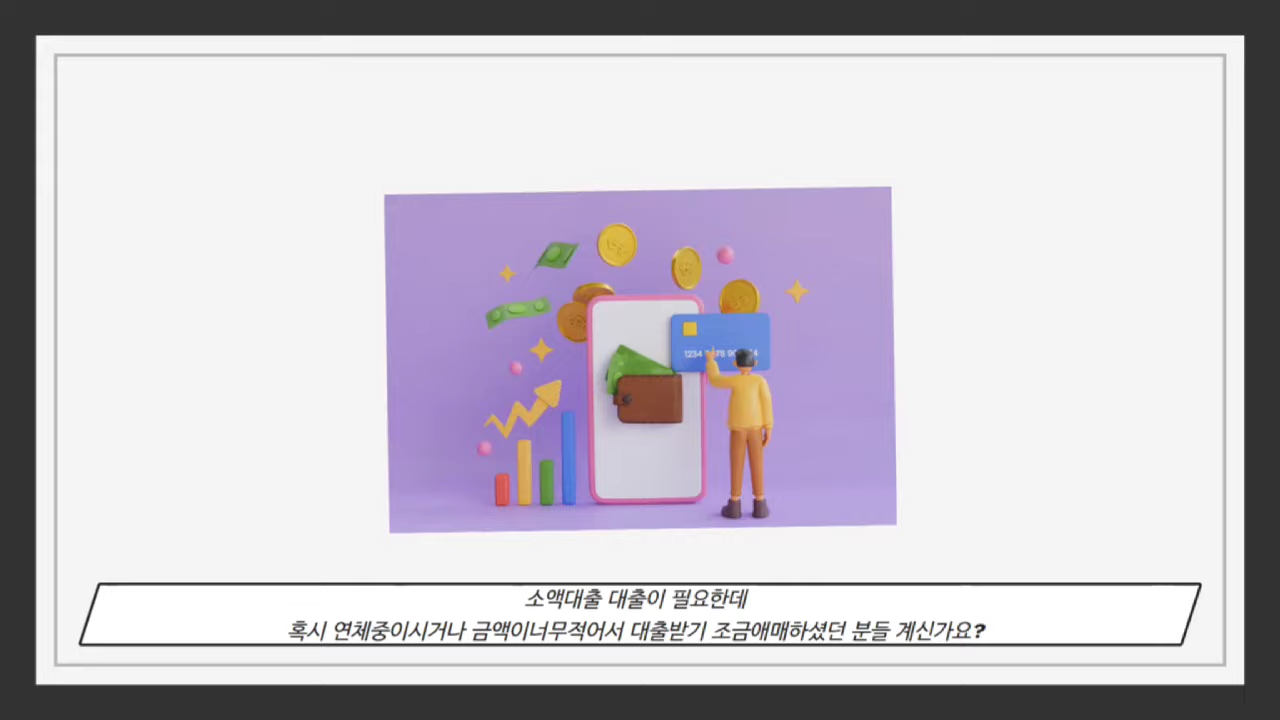 1234
소액대출 대출이 필요한데
혹시 연체중이시거나 금액이너무적어서 대출받기 조금애매하셨던 분들 계신가요?